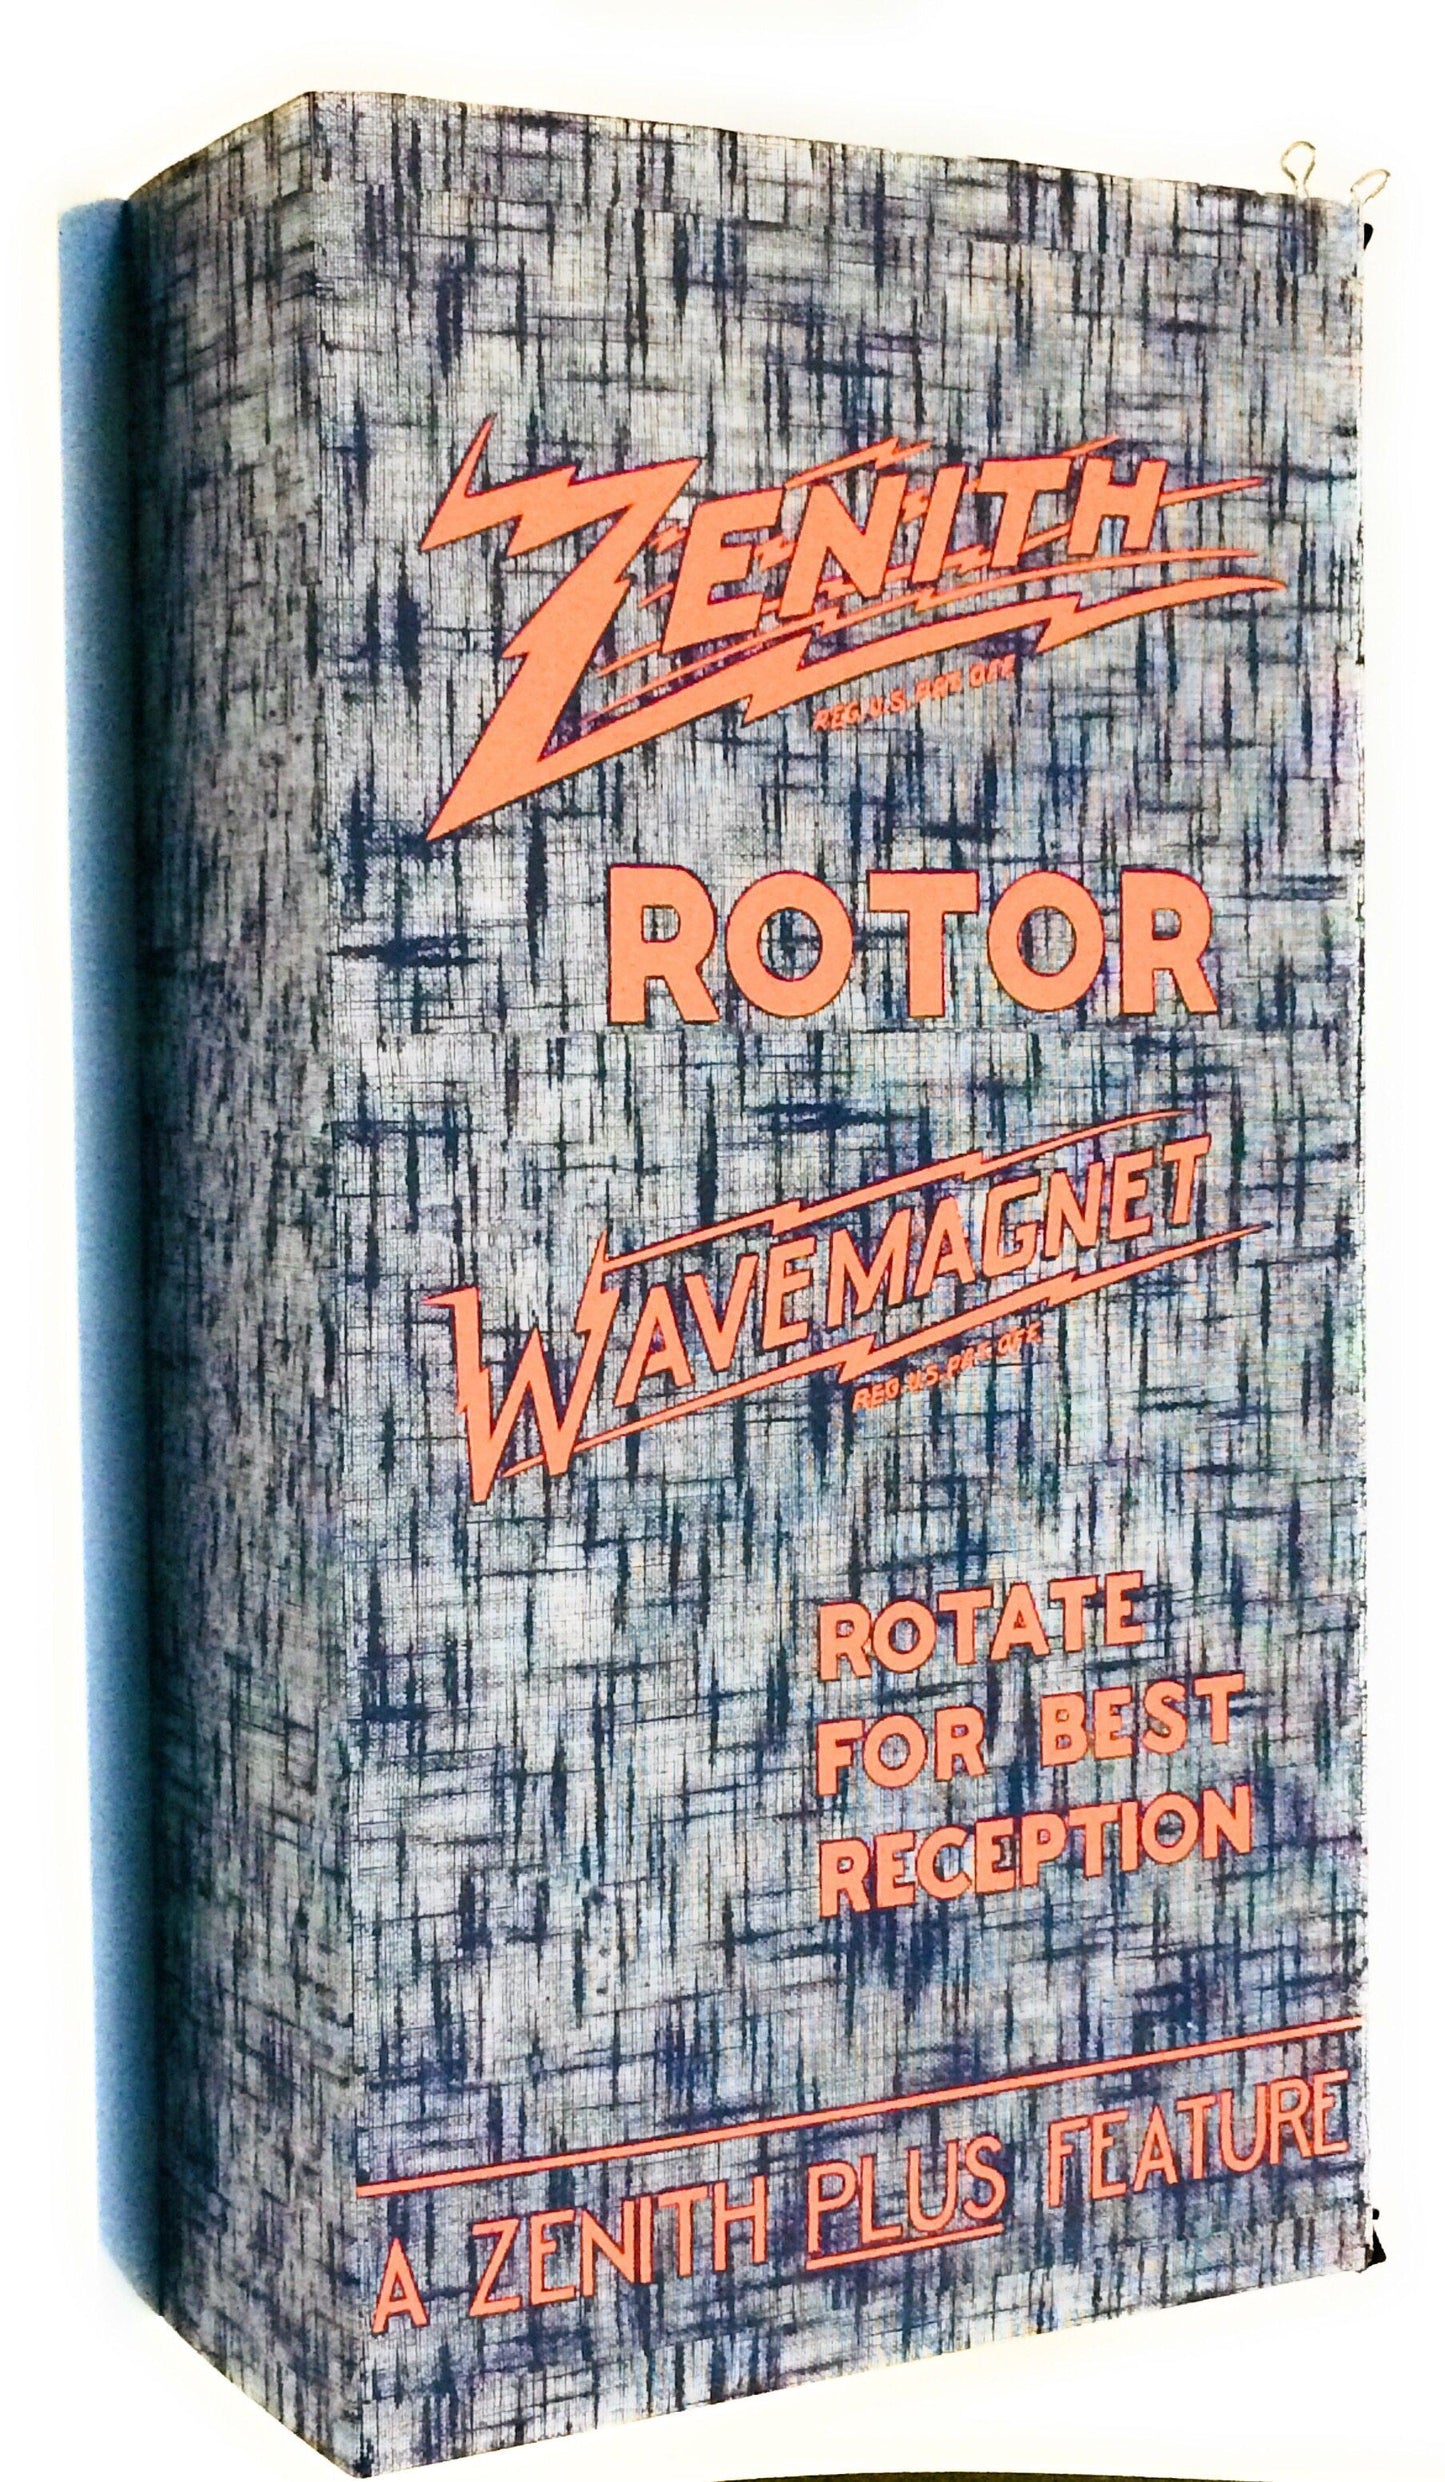 ZENITH
REG. U.S. PAT. OFF.
ROTOR
WAVEMAGNET
REG. U.S. PAT. OFF.
ROTATE
FOR BEST
RECEPTION
A ZENITH PLUS FEATURE